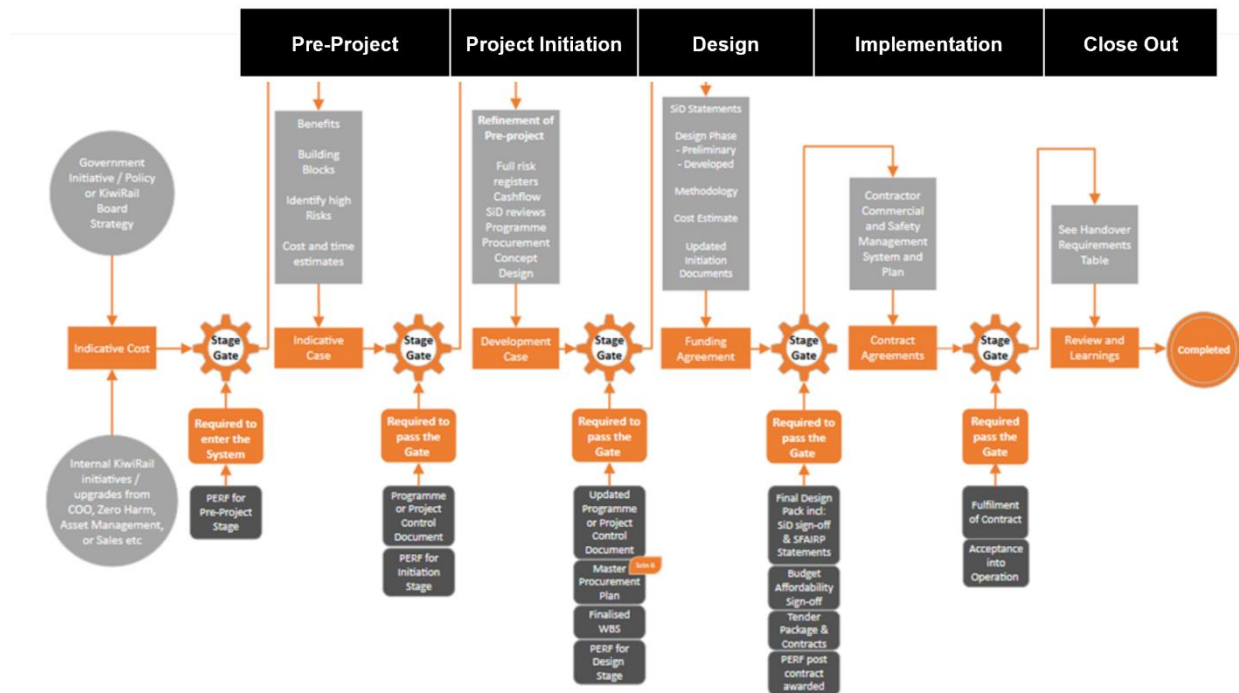 Pre-Project
Project Initiation
Design
Implementation
Close Out
Government
Initiative / Policy
or KiwiRail
Board
Strategy
Indicative Cost
Internal KiwiRail
initiatives /
upgrades from
COO, Zero Harm,
Asset Management,
or Sales etc
Stage
Gate
Required to
enter the
System
PERF for
Pre-Project
Stage
Benefits
Building
Blocks
Identify high
Risks
Cost and time
estimates
Indicative
Case
Stage
Gate
Required to
pass the
Gate
Programme
or Project
Control
Document
PERF for
Initiation
Stage
Refinement of
Pre-project
Full risk
registers
Cashflow
SiD reviews
Programme
Procurement
Concept
Design
Development
Case
Stage
Gate
Required to
pass the
Gate
Updated
Programme
or Project
Control
Document
Master
Procurement
Plan
Finalised
WBS
PERF for
Design
Stage
SiD Statements
Design Phase
- Preliminary
- Developed
Methodology
Cost Estimate
Updated
Initiation
Documents
Funding
Agreement
Stage
Gate
Required to
pass the
Gate
Final Design
Pack incl:
SiD sign-off
& SFAIRP
Statements
Budget
Affordability
Sign-off
Tender
Package &
Contracts
PERF post
contract
awarded
Contractor
Commercial
and Safety
Management
System and
Plan
Contract
Agreements
Stage
Gate
Required
pass the
Gate
Fulfilment
of Contract
Acceptance
into
Operation
See Handover
Requirements
Table
Review and
Learnings
Completed